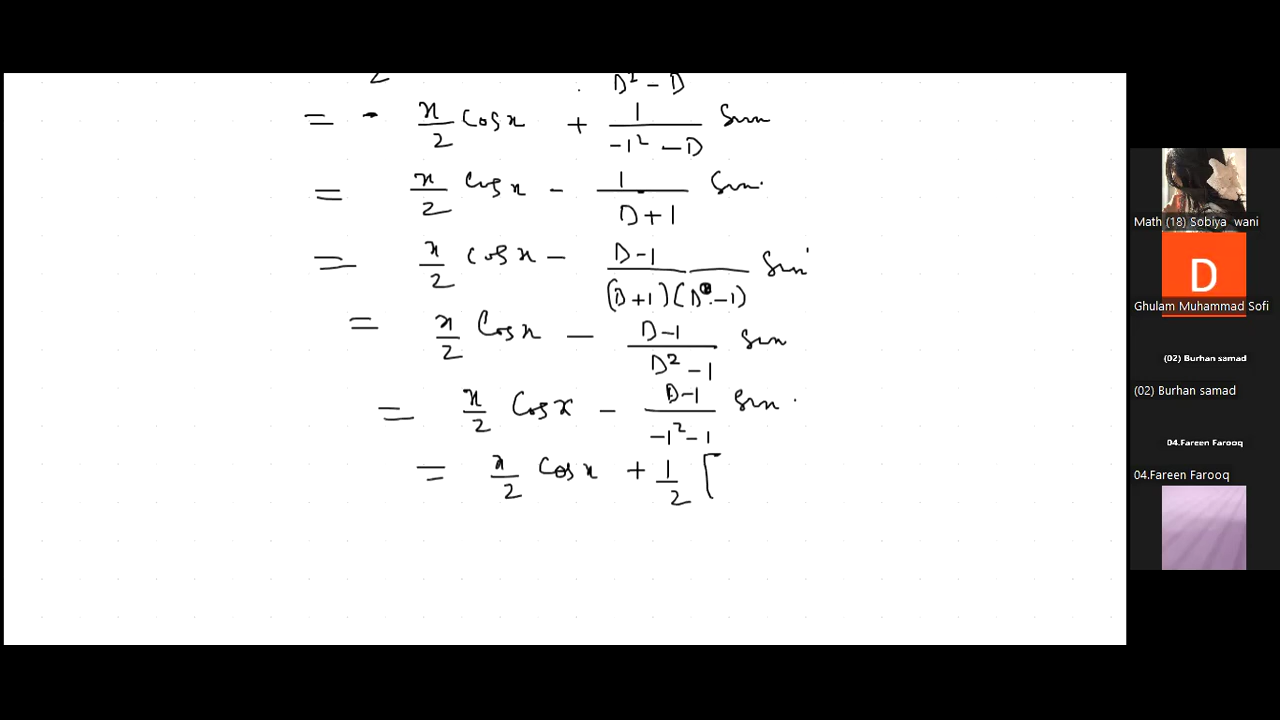 2 D² - D
= - x/2 Cos x + 1/(-1² - D) Sin x
= x/2 Cos x - 1/(D+1) Sin
= x/2 Cos x - (D-1)/((D+1)(D-1)) Sin
= x/2 Cos x - (D-1)/(D² - 1) Sin x
= x/2 Cos x - (D-1)/(-1² - 1) Sin x
= x/2 Cos x + 1/2 [
Math (18) Sobiya wani
D
Ghulam Muhammad Sofi
(02) Burhan samad
(02) Burhan samad
04.Fareen Farooq
04.Fareen Farooq